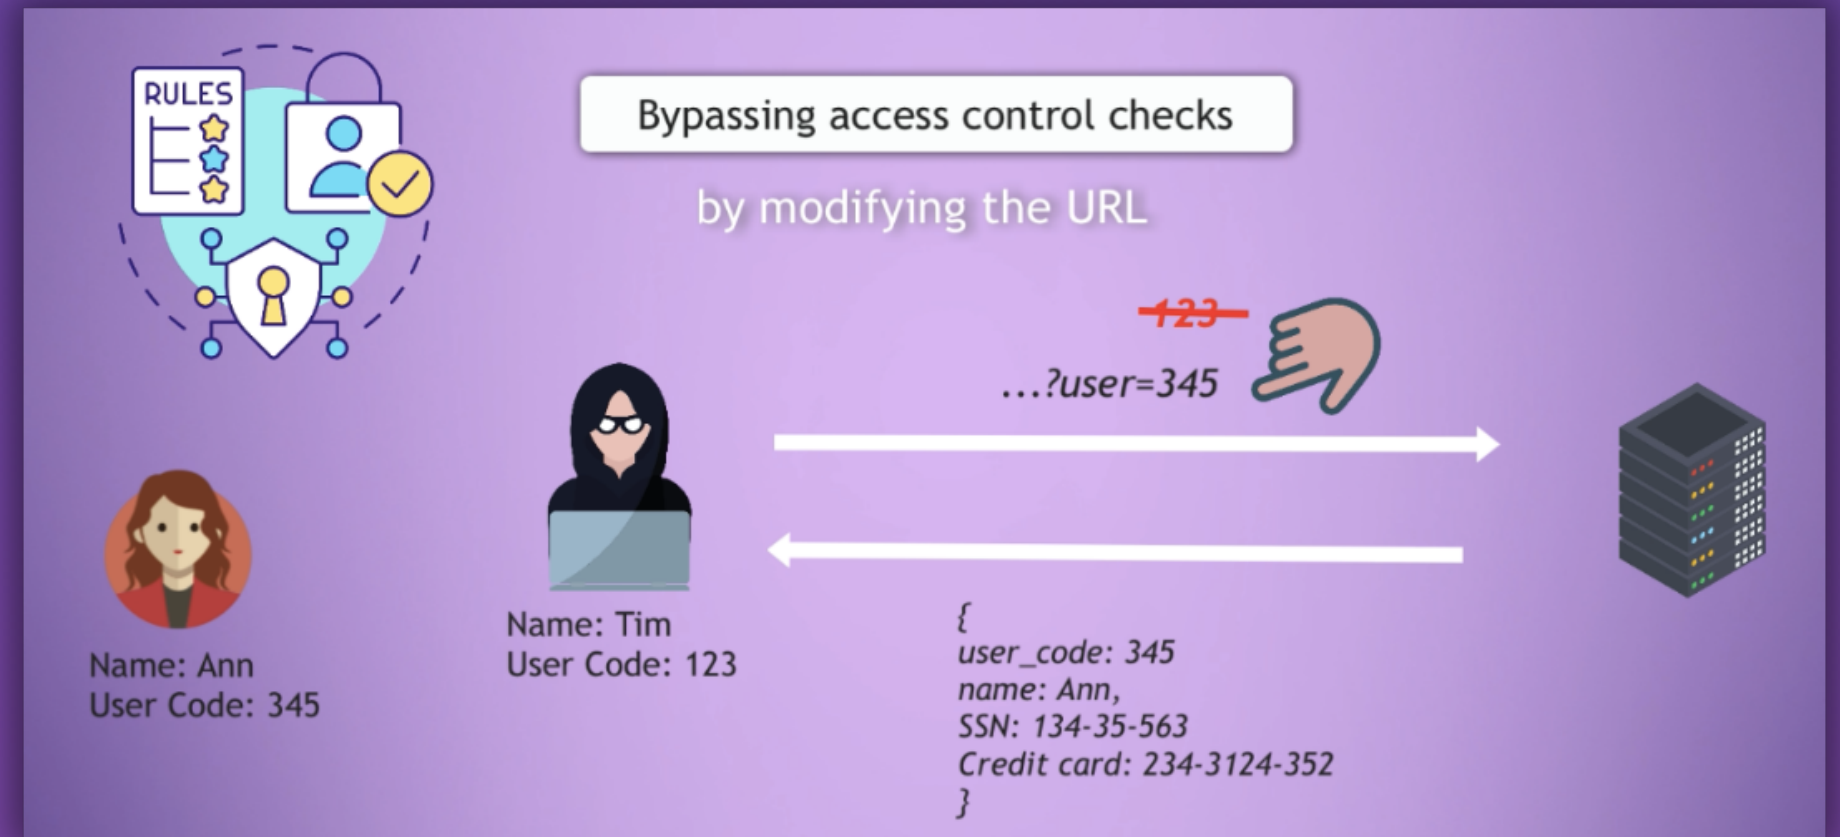 RULES
Bypassing access control checks
by modifying the URL
123
...?user=345
Name: Ann
User Code: 345
Name: Tim
User Code: 123
{
user_code: 345
name: Ann,
SSN: 134-35-563
Credit card: 234-3124-352
}